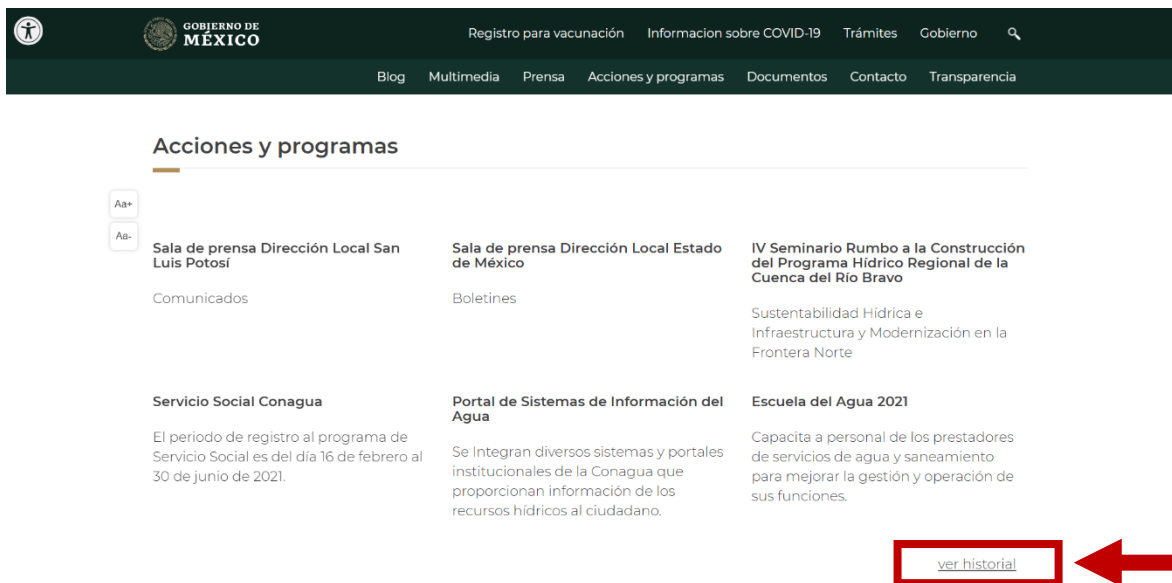 GOBIERNO DE
MÉXICO
Registro para vacunación Informacion sobre COVID-19 Trámites Gobierno
Blog Multimedia Prensa Acciones y programas Documentos Contacto Transparencia
Acciones y programas
Aa+
Aa-
Sala de prensa Dirección Local San
Luis Potosí
Comunicados
Sala de prensa Dirección Local Estado
de México
Boletines
IV Seminario Rumbo a la Construcción
del Programa Hídrico Regional de la
Cuenca del Río Bravo
Sustentabilidad Hídrica e
Infraestructura y Modernización en la
Frontera Norte
Servicio Social Conagua
El periodo de registro al programa de
Servicio Social es del día 16 de febrero al
30 de junio de 2021.
Portal de Sistemas de Información del
Agua
Se Integran diversos sistemas y portales
institucionales de la Conagua que
proporcionan información de los
recursos hídricos al ciudadano.
Escuela del Agua 2021
Capacita a personal de los prestadores
de servicios de agua y saneamiento
para mejorar la gestión y operación de
sus funciones.
ver historial